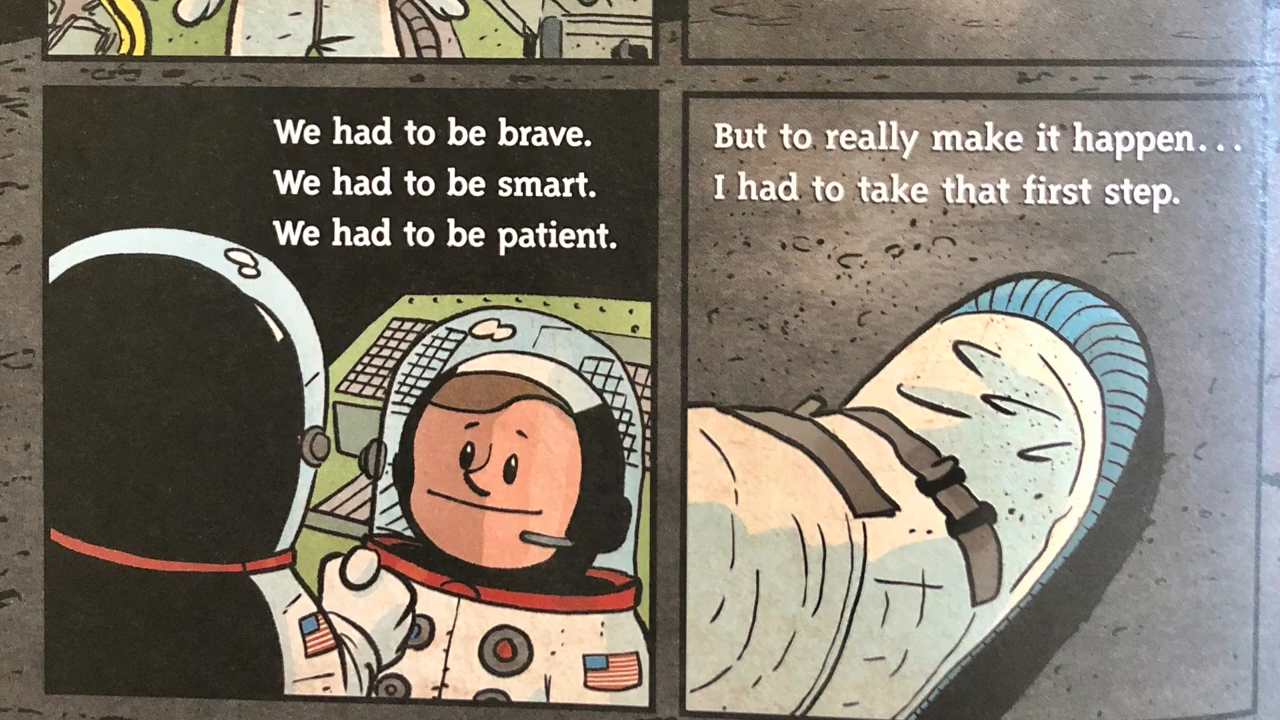 We had to be brave.
We had to be smart.
We had to be patient.
But to really make it happen...
I had to take that first step.